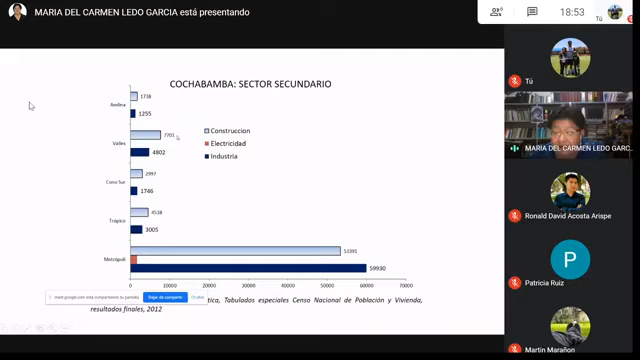 MARIA DEL CARMEN LEDO GARCIA está presentando
18:53
Tú
COCHABAMBA: SECTOR SECUNDARIO
Andina
1738
1255
Valles
7701
4802
Cono Sur
2997
1746
Trópico
4538
3005
Metrópoli
53391
59930
Construccion
Electricidad
Industria
0
10000
20000
30000
40000
50000
60000
70000
meet.google.com está compartiendo tu pantalla.
Dejar de compartir
Ocultar
tica, Tabulados especiales Censo Nacional de Población y Vivienda,
resultados finales, 2012
Tú
MARIA DEL CARMEN LEDO GARC...
Ronald David Acosta Arispe
P
Patricia Ruiz
Martin Marañon